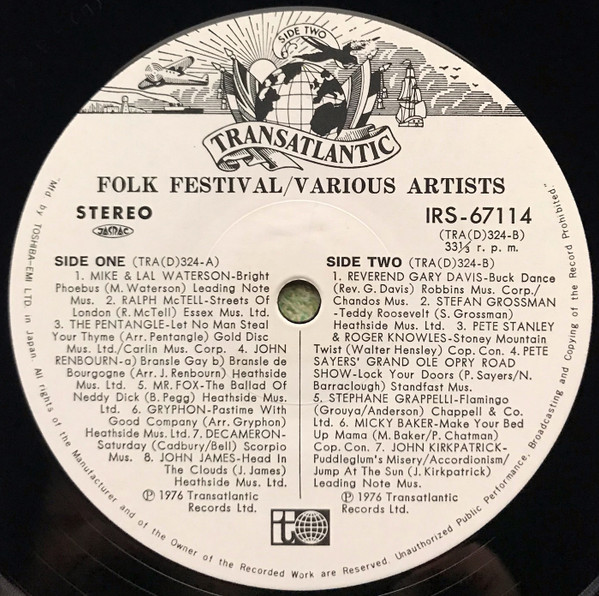 SIDE TWO
TRANSATLANTIC
FOLK FESTIVAL/VARIOUS ARTISTS
STEREO
JASRAC
IRS-67114
(TRA(D)324-B)
33⅓ r. p. m.
SIDE ONE (TRA(D)324-A)
1. MIKE & LAL WATERSON-Bright
Phoebus (M. Waterson) Leading Note
Mus. 2. RALPH McTELL-Streets Of
London (R. McTell) Essex Mus. Ltd.
3. THE PENTANGLE-Let No Man Steal
Your Thyme (Arr. Pentangle) Gold Disc
Mus. Ltd./Carlin Mus. Corp. 4. JOHN
RENBOURN-a) Bransle Gay b) Bransle de
Bourgogne (Arr. J. Renbourn) Heathside
Mus. Ltd. 5. MR. FOX-The Ballad Of
Neddy Dick (B. Pegg) Heathside Mus.
Ltd. 6. GRYPHON-Pastime With
Good Company (Arr. Gryphon)
Heathside Mus. Ltd. 7. DECAMERON-
Saturday (Cadbury/Bell) Scorpio
Mus. 8. JOHN JAMES-Head In
The Clouds (J. James)
Heathside Mus. Ltd.
℗ 1976 Transatlantic
Records Ltd.
SIDE TWO (TRA(D)324-B)
1. REVEREND GARY DAVIS-Buck Dance
(Rev. G. Davis) Robbins Mus. Corp./
Chandos Mus. 2. STEFAN GROSSMAN
-Teddy Roosevelt (S. Grossman)
Heathside Mus. Ltd. 3. PETE STANLEY
& ROGER KNOWLES-Stoney Mountain
Twist (Walter Hensley) Cop. Con. 4. PETE
SAYERS' GRAND OLE OPRY ROAD
SHOW-Lock Your Doors (P. Sayers/N.
Barraclough) Standfast Mus.
5. STEPHANE GRAPPELLI-Flamingo
(Grouya/Anderson) Chappell & Co.
Ltd. 6. MICKY BAKER-Make Your Bed
Up Mama (M. Baker/P. Chatman)
Cop. Con. 7. JOHN KIRKPATRICK-
Puddleglum's Misery/Accordionism/
Jump At The Sun (J. Kirkpatrick)
Leading Note Mus.
℗ 1976 Transatlantic
Records Ltd.
"Mfd by TOSHIBA-EMI LTD. in Japan. All rights of the Manufacturer and of the Owner of the Recorded Work are Reserved. Unauthorized Public Performance, Broadcasting and Copying of the Record Prohibited."